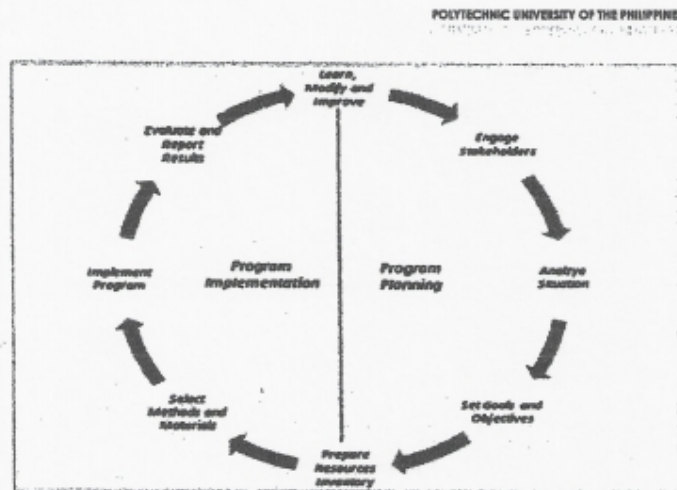 POLYTECHNIC UNIVERSITY OF THE PHILIPPINE
Learn,
Modify and
Improve
Engage
Stakeholders
Analyze
Situation
Set Goals and
Objectives
Prepare
Resources
Inventory
Select
Methods and
Materials
Implement
Program
Evaluate and
Report
Results
Program
Implementation
Program
Planning